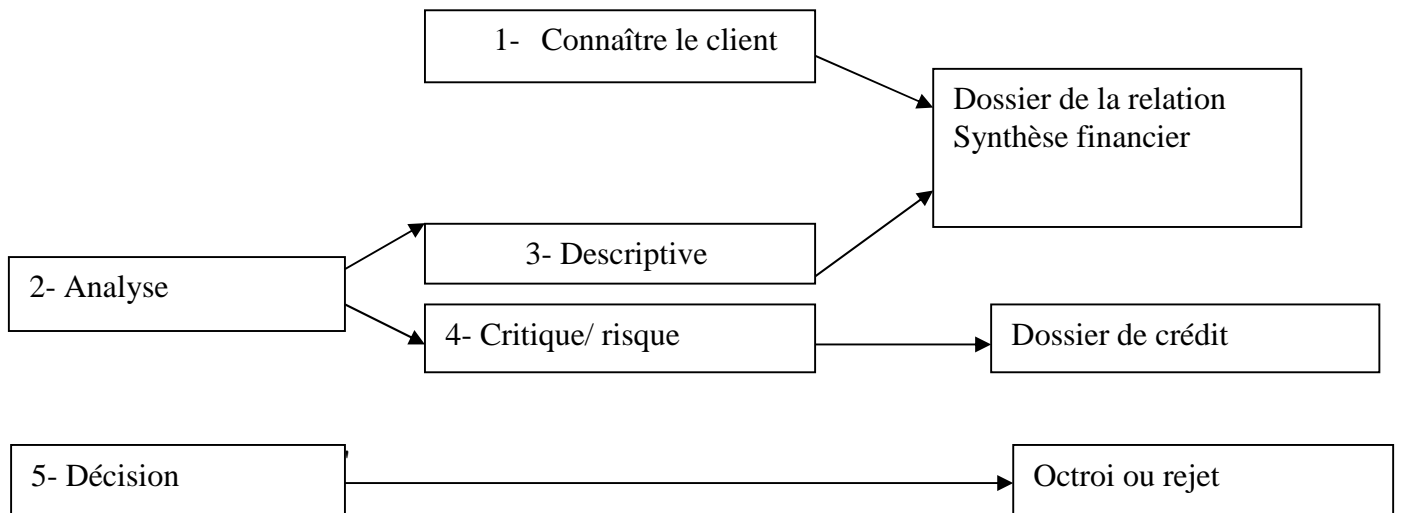 1- Connaître le client
Dossier de la relation
Synthèse financier
3- Descriptive
2- Analyse
4- Critique/ risque
Dossier de crédit
5- Décision
Octroi ou rejet